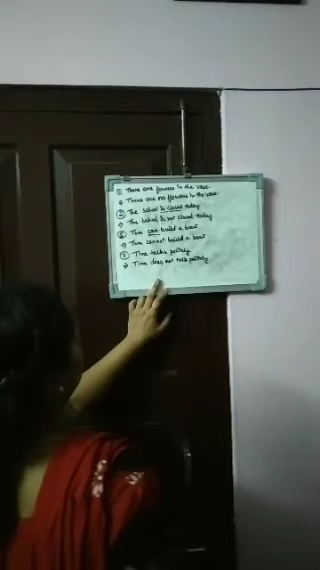 ① There are flowers in the vase.
→ There are no flowers in the vase.
② The school is closed today
→ The school is not closed today
③ Tom can build a boat
→ Tom cannot build a boat
④ Tina talks politely
→ Tina does not talk politely